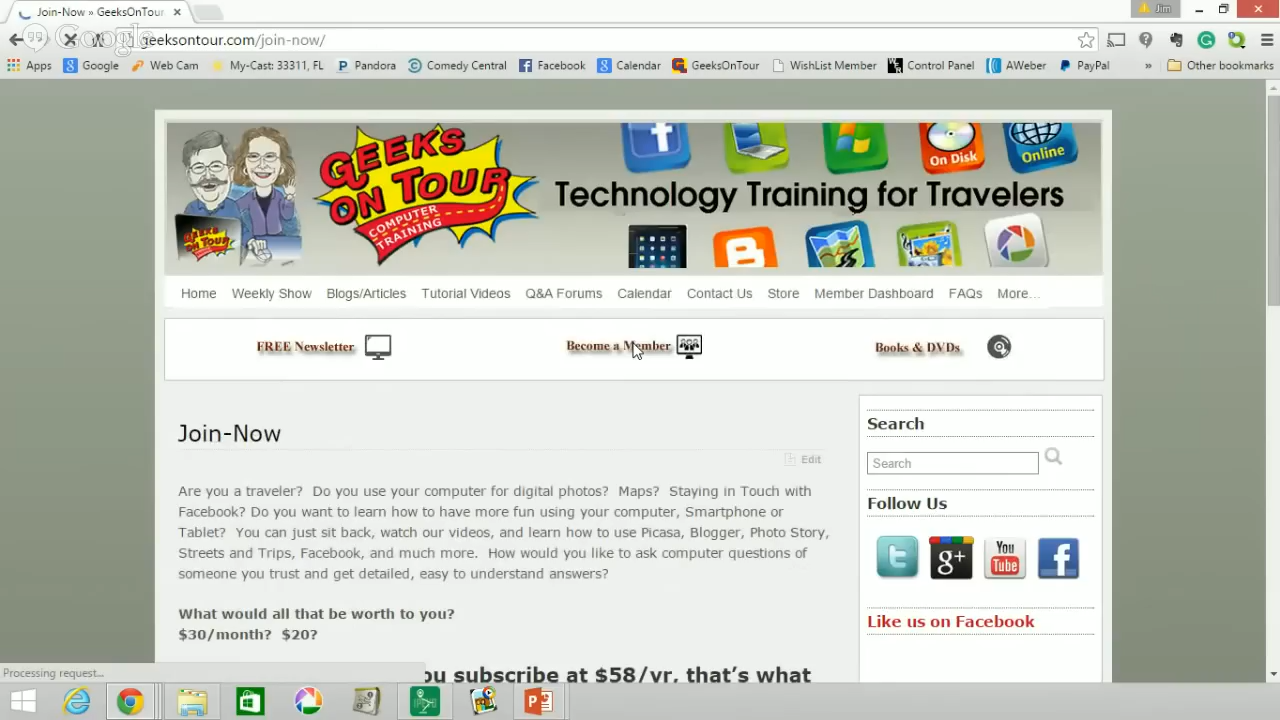 Join-Now » GeeksOnTour
Jim
Google
geeksontour.com/join-now/
Apps Google Web Cam My-Cast: 33311, FL Pandora Comedy Central Facebook Calendar GeeksOnTour WishList Member Control Panel AWeber PayPal » Other bookmarks
GEEKS
ON TOUR
COMPUTER
TRAINING
On Disk
Online
Technology Training for Travelers
Home Weekly Show Blogs/Articles Tutorial Videos Q&A Forums Calendar Contact Us Store Member Dashboard FAQs More...
FREE Newsletter Become a Member Books & DVDs
Join-Now
Edit
Are you a traveler? Do you use your computer for digital photos? Maps? Staying in Touch with
Facebook? Do you want to learn how to have more fun using your computer, Smartphone or
Tablet? You can just sit back, watch our videos, and learn how to use Picasa, Blogger, Photo Story,
Streets and Trips, Facebook, and much more. How would you like to ask computer questions of
someone you trust and get detailed, easy to understand answers?
What would all that be worth to you?
$30/month? $20?
ou subscribe at $58/yr, that's what
Search
Search
Follow Us
You
Tube
Like us on Facebook
Processing request...